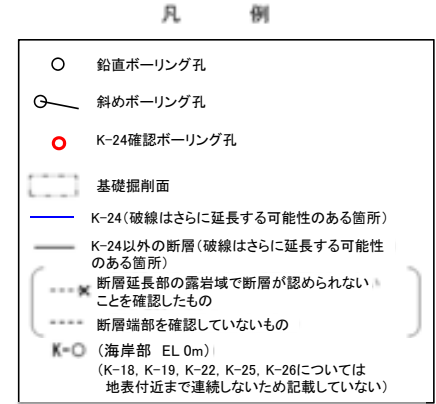 凡 例
鉛直ボーリング孔
斜めボーリング孔
K-24確認ボーリング孔
基礎掘削面
K-24(破線はさらに延長する可能性のある箇所)
K-24以外の断層(破線はさらに延長する可能性
のある箇所)
断層延長部の露岩域で断層が認められない
ことを確認したもの
断層端部を確認していないもの
K-○ (海岸部 EL 0m)
(K-18, K-19, K-22, K-25, K-26については
地表付近まで連続しないため記載していない)